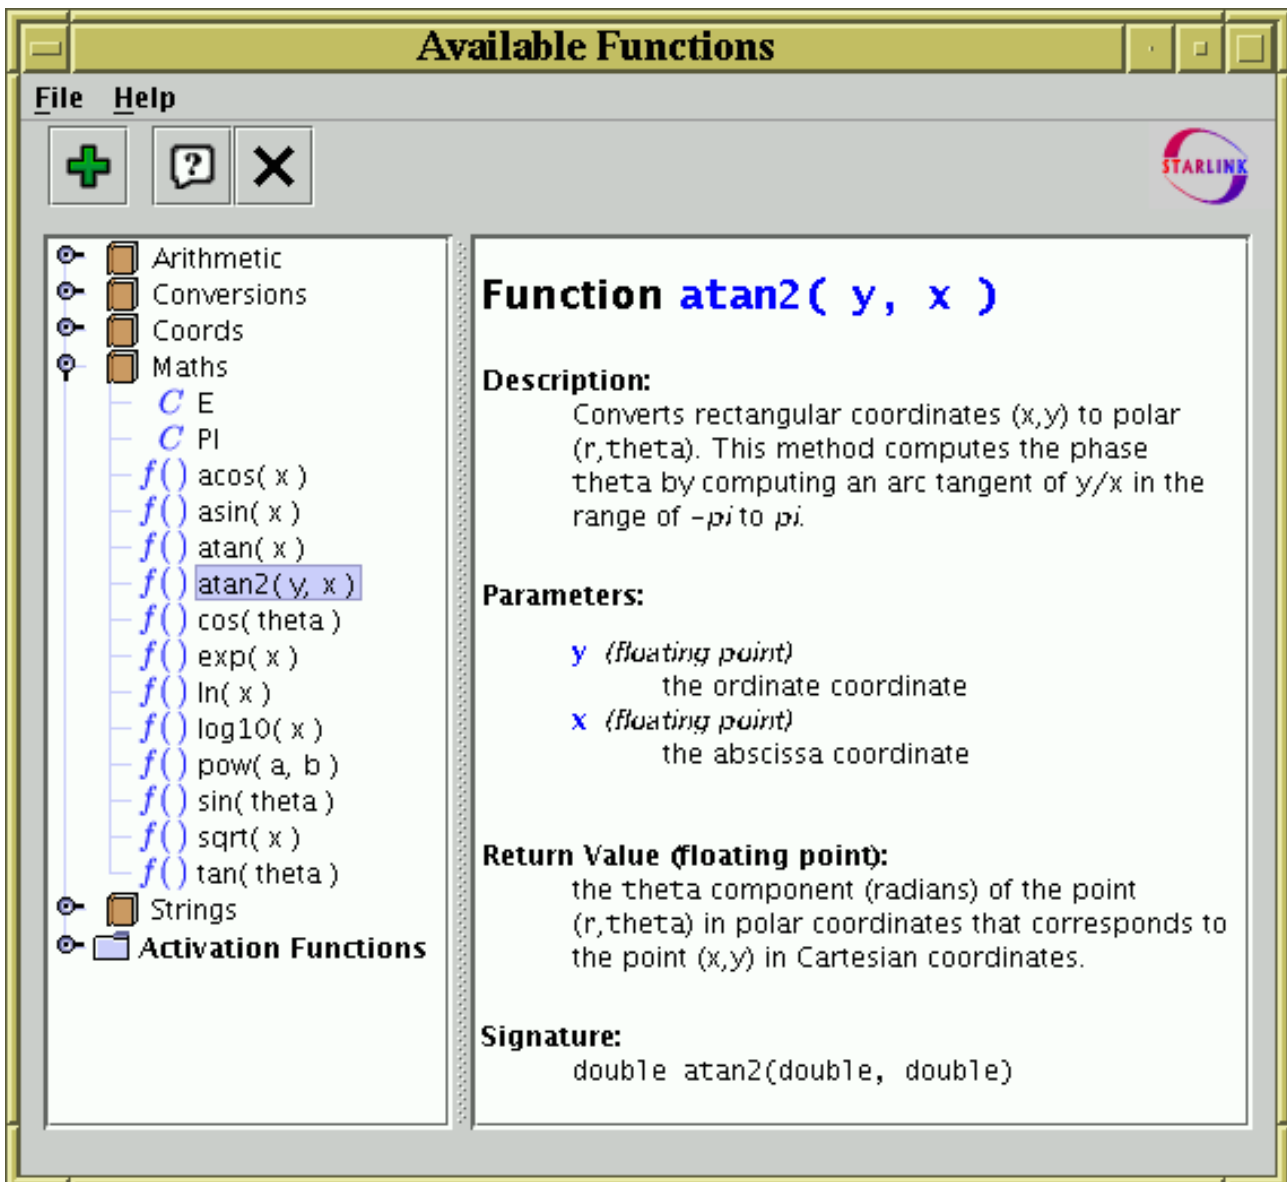 Available Functions
File Help
STARLINK
Arithmetic
Conversions
Coords
Maths
C E
C PI
f() acos( x )
f() asin( x )
f() atan( x )
f() atan2( y, x )
f() cos( theta )
f() exp( x )
f() ln( x )
f() log10( x )
f() pow( a, b )
f() sin( theta )
f() sqrt( x )
f() tan( theta )
Strings
Activation Functions
Function atan2( y, x )
Description:
Converts rectangular coordinates (x,y) to polar
(r,theta). This method computes the phase
theta by computing an arc tangent of y/x in the
range of -pi to pi.
Parameters:
y (floating point)
the ordinate coordinate
x (floating point)
the abscissa coordinate
Return Value (floating point):
the theta component (radians) of the point
(r,theta) in polar coordinates that corresponds to
the point (x,y) in Cartesian coordinates.
Signature:
double atan2(double, double)